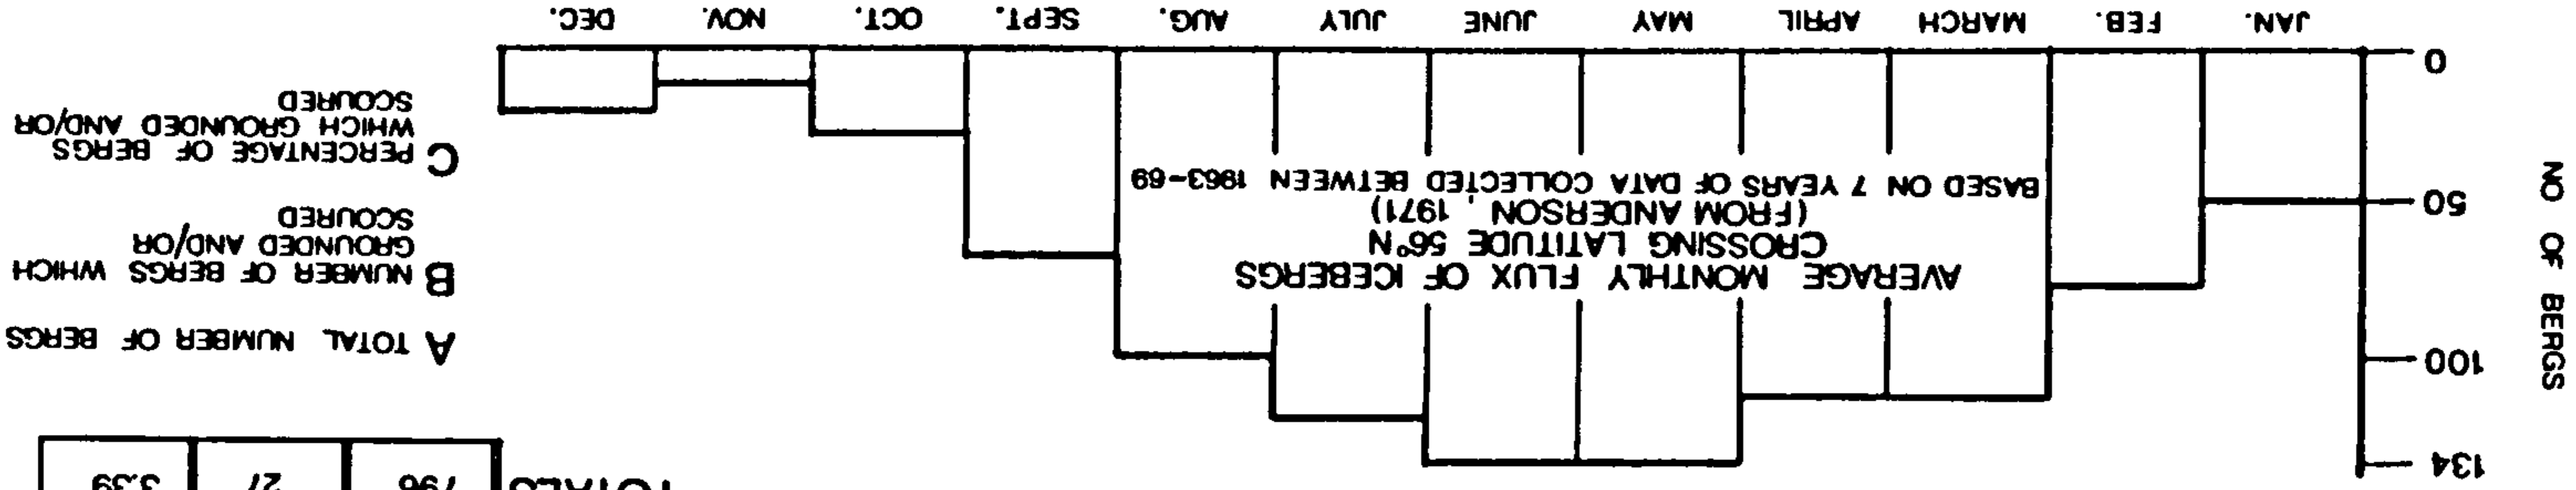 TOTALS 796 27 3.39
134
100
50
0
NO OF BERGS
AVERAGE MONTHLY FLUX OF ICEBERGS
CROSSING LATITUDE 56°N
(FROM ANDERSON, 1971)
BASED ON 7 YEARS OF DATA COLLECTED BETWEEN 1963-69
JAN. FEB. MARCH APRIL MAY JUNE JULY AUG. SEPT. OCT. NOV. DEC.
A TOTAL NUMBER OF BERGS
B NUMBER OF BERGS WHICH
GROUNDED AND/OR
SCOURED
C PERCENTAGE OF BERGS
WHICH GROUNDED AND/OR
SCOURED